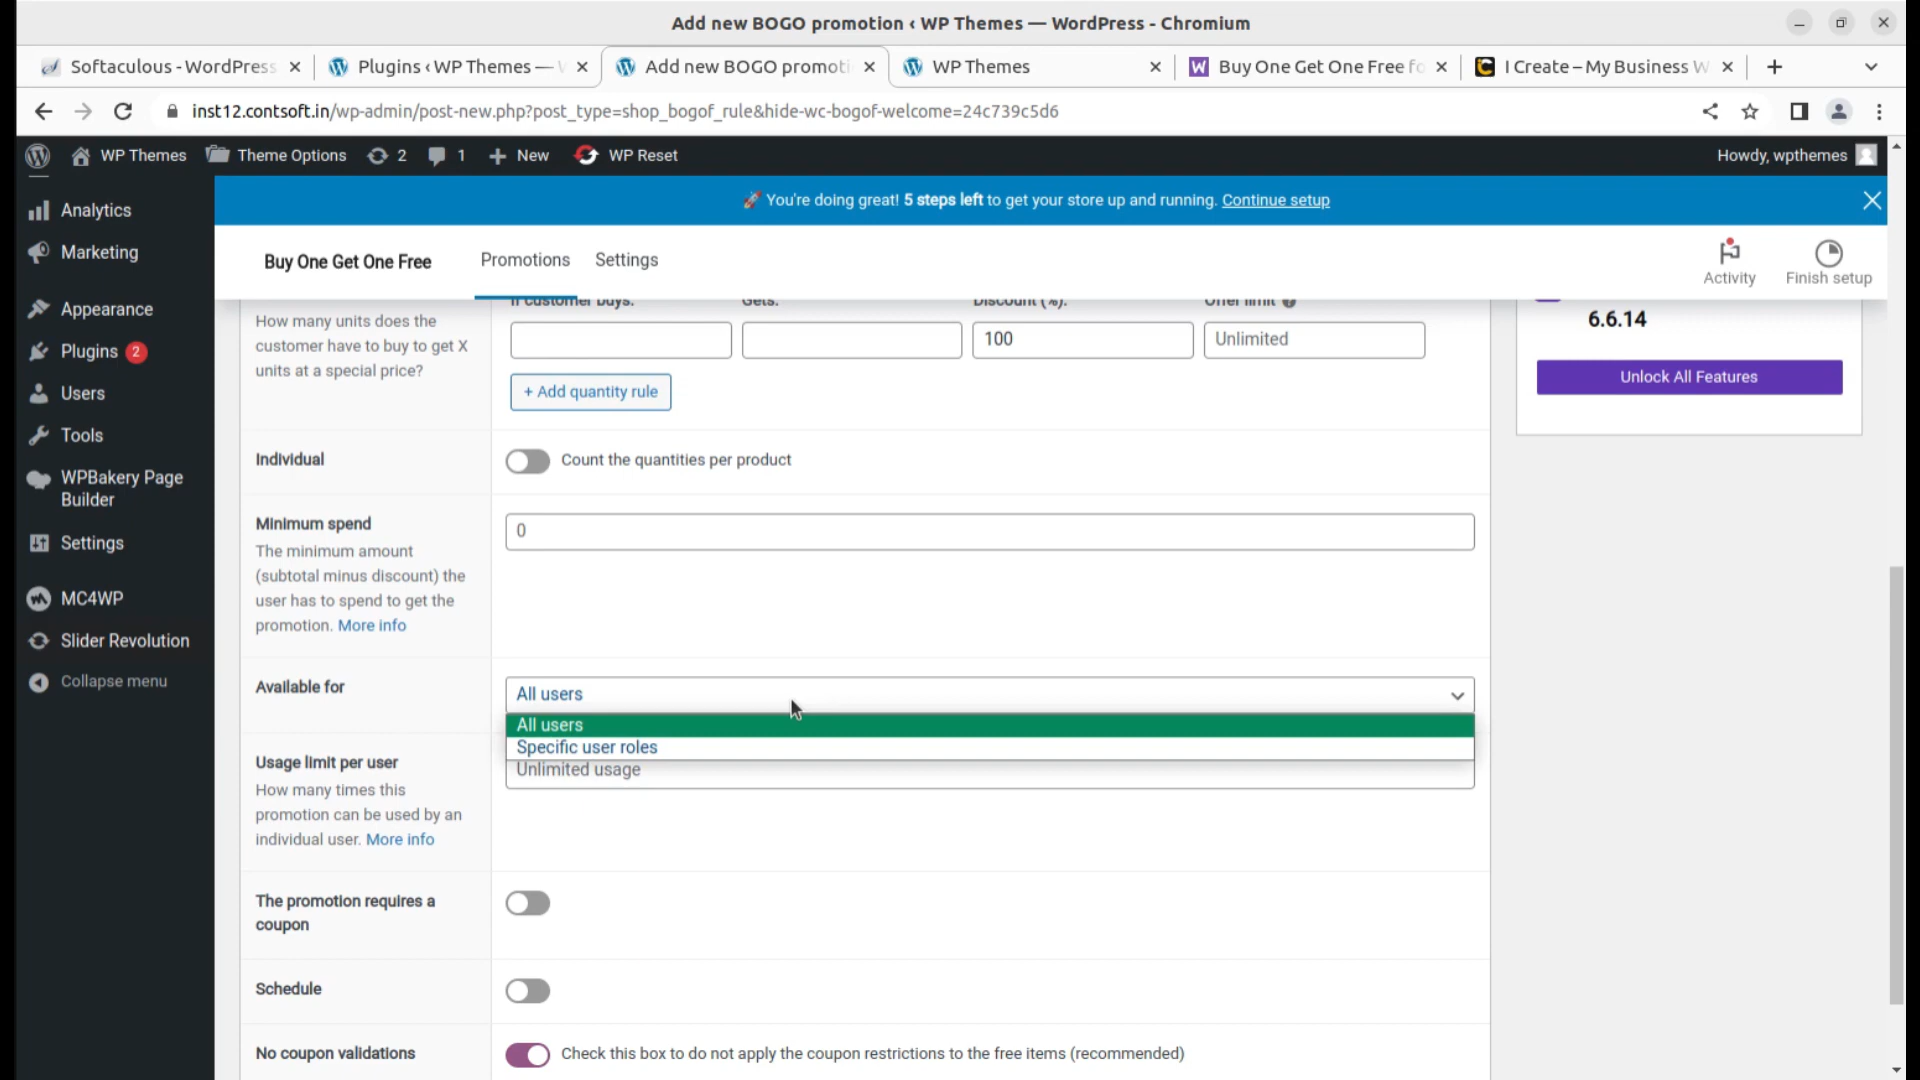 Add new BOGO promotion ‹ WP Themes — WordPress - Chromium
Softaculous - WordPress
Plugins ‹ WP Themes —
Add new BOGO promoti
WP Themes
Buy One Get One Free fo
I Create – My Business W
inst12.contsoft.in/wp-admin/post-new.php?post_type=shop_bogof_rule&hide-wc-bogof-welcome=24c739c5d6
WP Themes
Theme Options
2
1
New
WP Reset
Howdy, wpthemes
Analytics
Marketing
Appearance
Plugins 2
Users
Tools
WPBakery Page
Builder
Settings
MC4WP
Slider Revolution
Collapse menu
You're doing great! 5 steps left to get your store up and running. Continue setup
Buy One Get One Free
Promotions
Settings
Activity
Finish setup
If customer buys:
Gets:
Discount (%):
Offer limit
How many units does the
customer have to buy to get X
units at a special price?
100
Unlimited
+ Add quantity rule
6.6.14
Unlock All Features
Individual
Count the quantities per product
Minimum spend
The minimum amount
(subtotal minus discount) the
user has to spend to get the
promotion. More info
0
Available for
All users
All users
Specific user roles
Usage limit per user
How many times this
promotion can be used by an
individual user. More info
Unlimited usage
The promotion requires a
coupon
Schedule
No coupon validations
Check this box to do not apply the coupon restrictions to the free items (recommended)